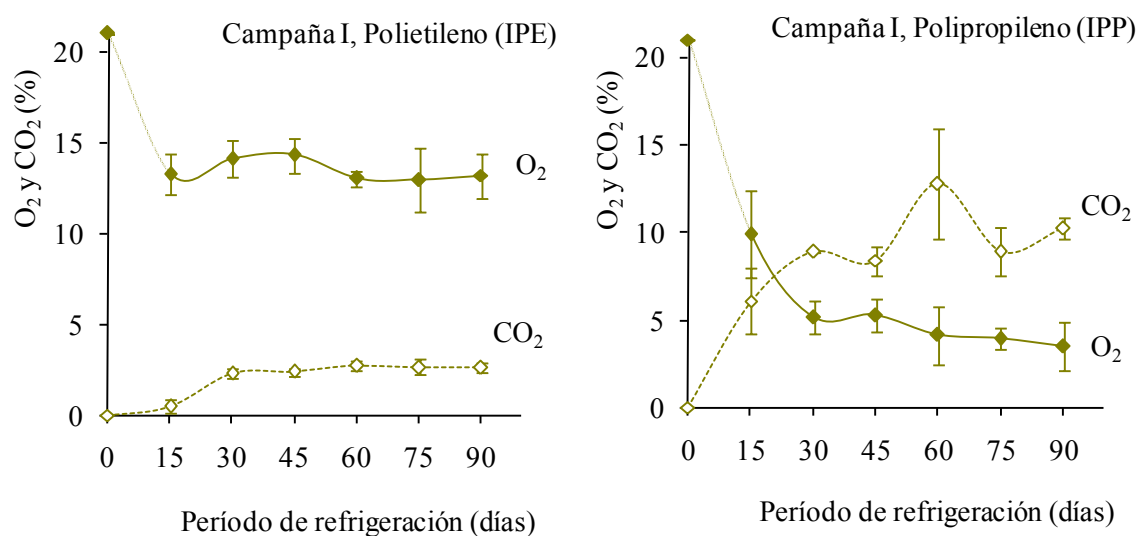 Campaña I, Polietileno (IPE)
O₂ y CO₂ (%)
20
15
10
5
0
O₂
CO₂
0 15 30 45 60 75 90
Período de refrigeración (días)
Campaña I, Polipropileno (IPP)
O₂ y CO₂ (%)
20
15
10
5
0
CO₂
O₂
0 15 30 45 60 75 90
Período de refrigeración (días)